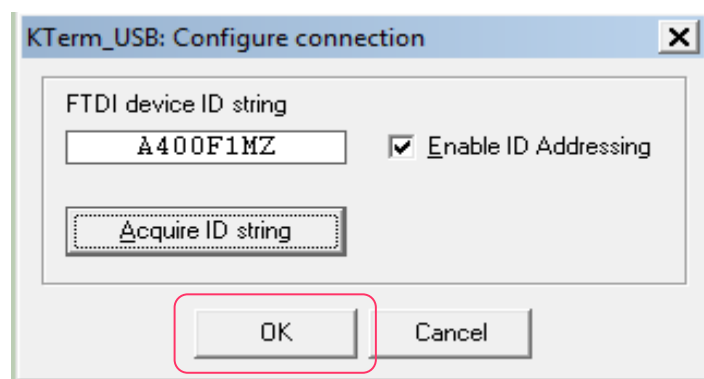 KTerm_USB: Configure connection
FTDI device ID string
A400F1MZ
Enable ID Addressing
Acquire ID string
OK
Cancel